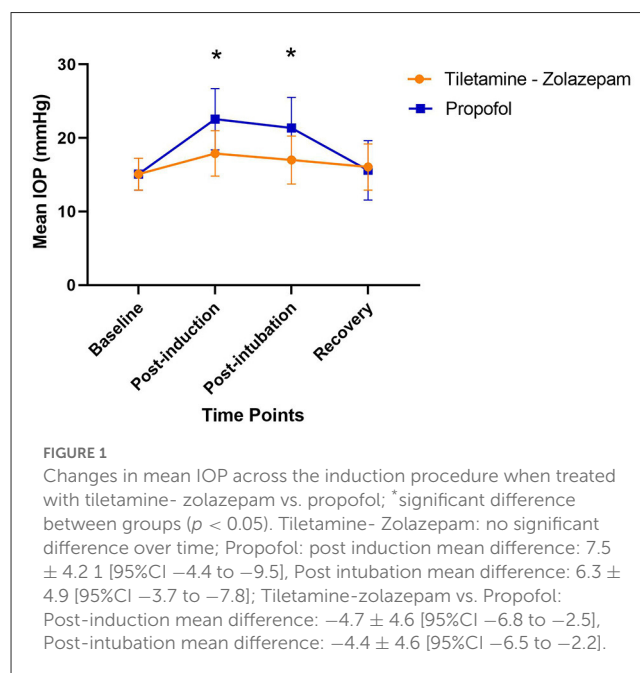 * *
30
20
10
0
Mean IOP (mmHg)
Tiletamine - Zolazepam
Propofol
Baseline
Post-induction
Post-intubation
Recovery
Time Points
FIGURE 1
Changes in mean IOP across the induction procedure when treated
with tiletamine- zolazepam vs. propofol; *significant difference
between groups (p < 0.05). Tiletamine- Zolazepam: no significant
difference over time; Propofol: post induction mean difference: 7.5
± 4.2 1 [95%CI −4.4 to −9.5], Post intubation mean difference: 6.3 ±
4.9 [95%CI −3.7 to −7.8]; Tiletamine-zolazepam vs. Propofol:
Post-induction mean difference: −4.7 ± 4.6 [95%CI −6.8 to −2.5],
Post-intubation mean difference: −4.4 ± 4.6 [95%CI −6.5 to −2.2].